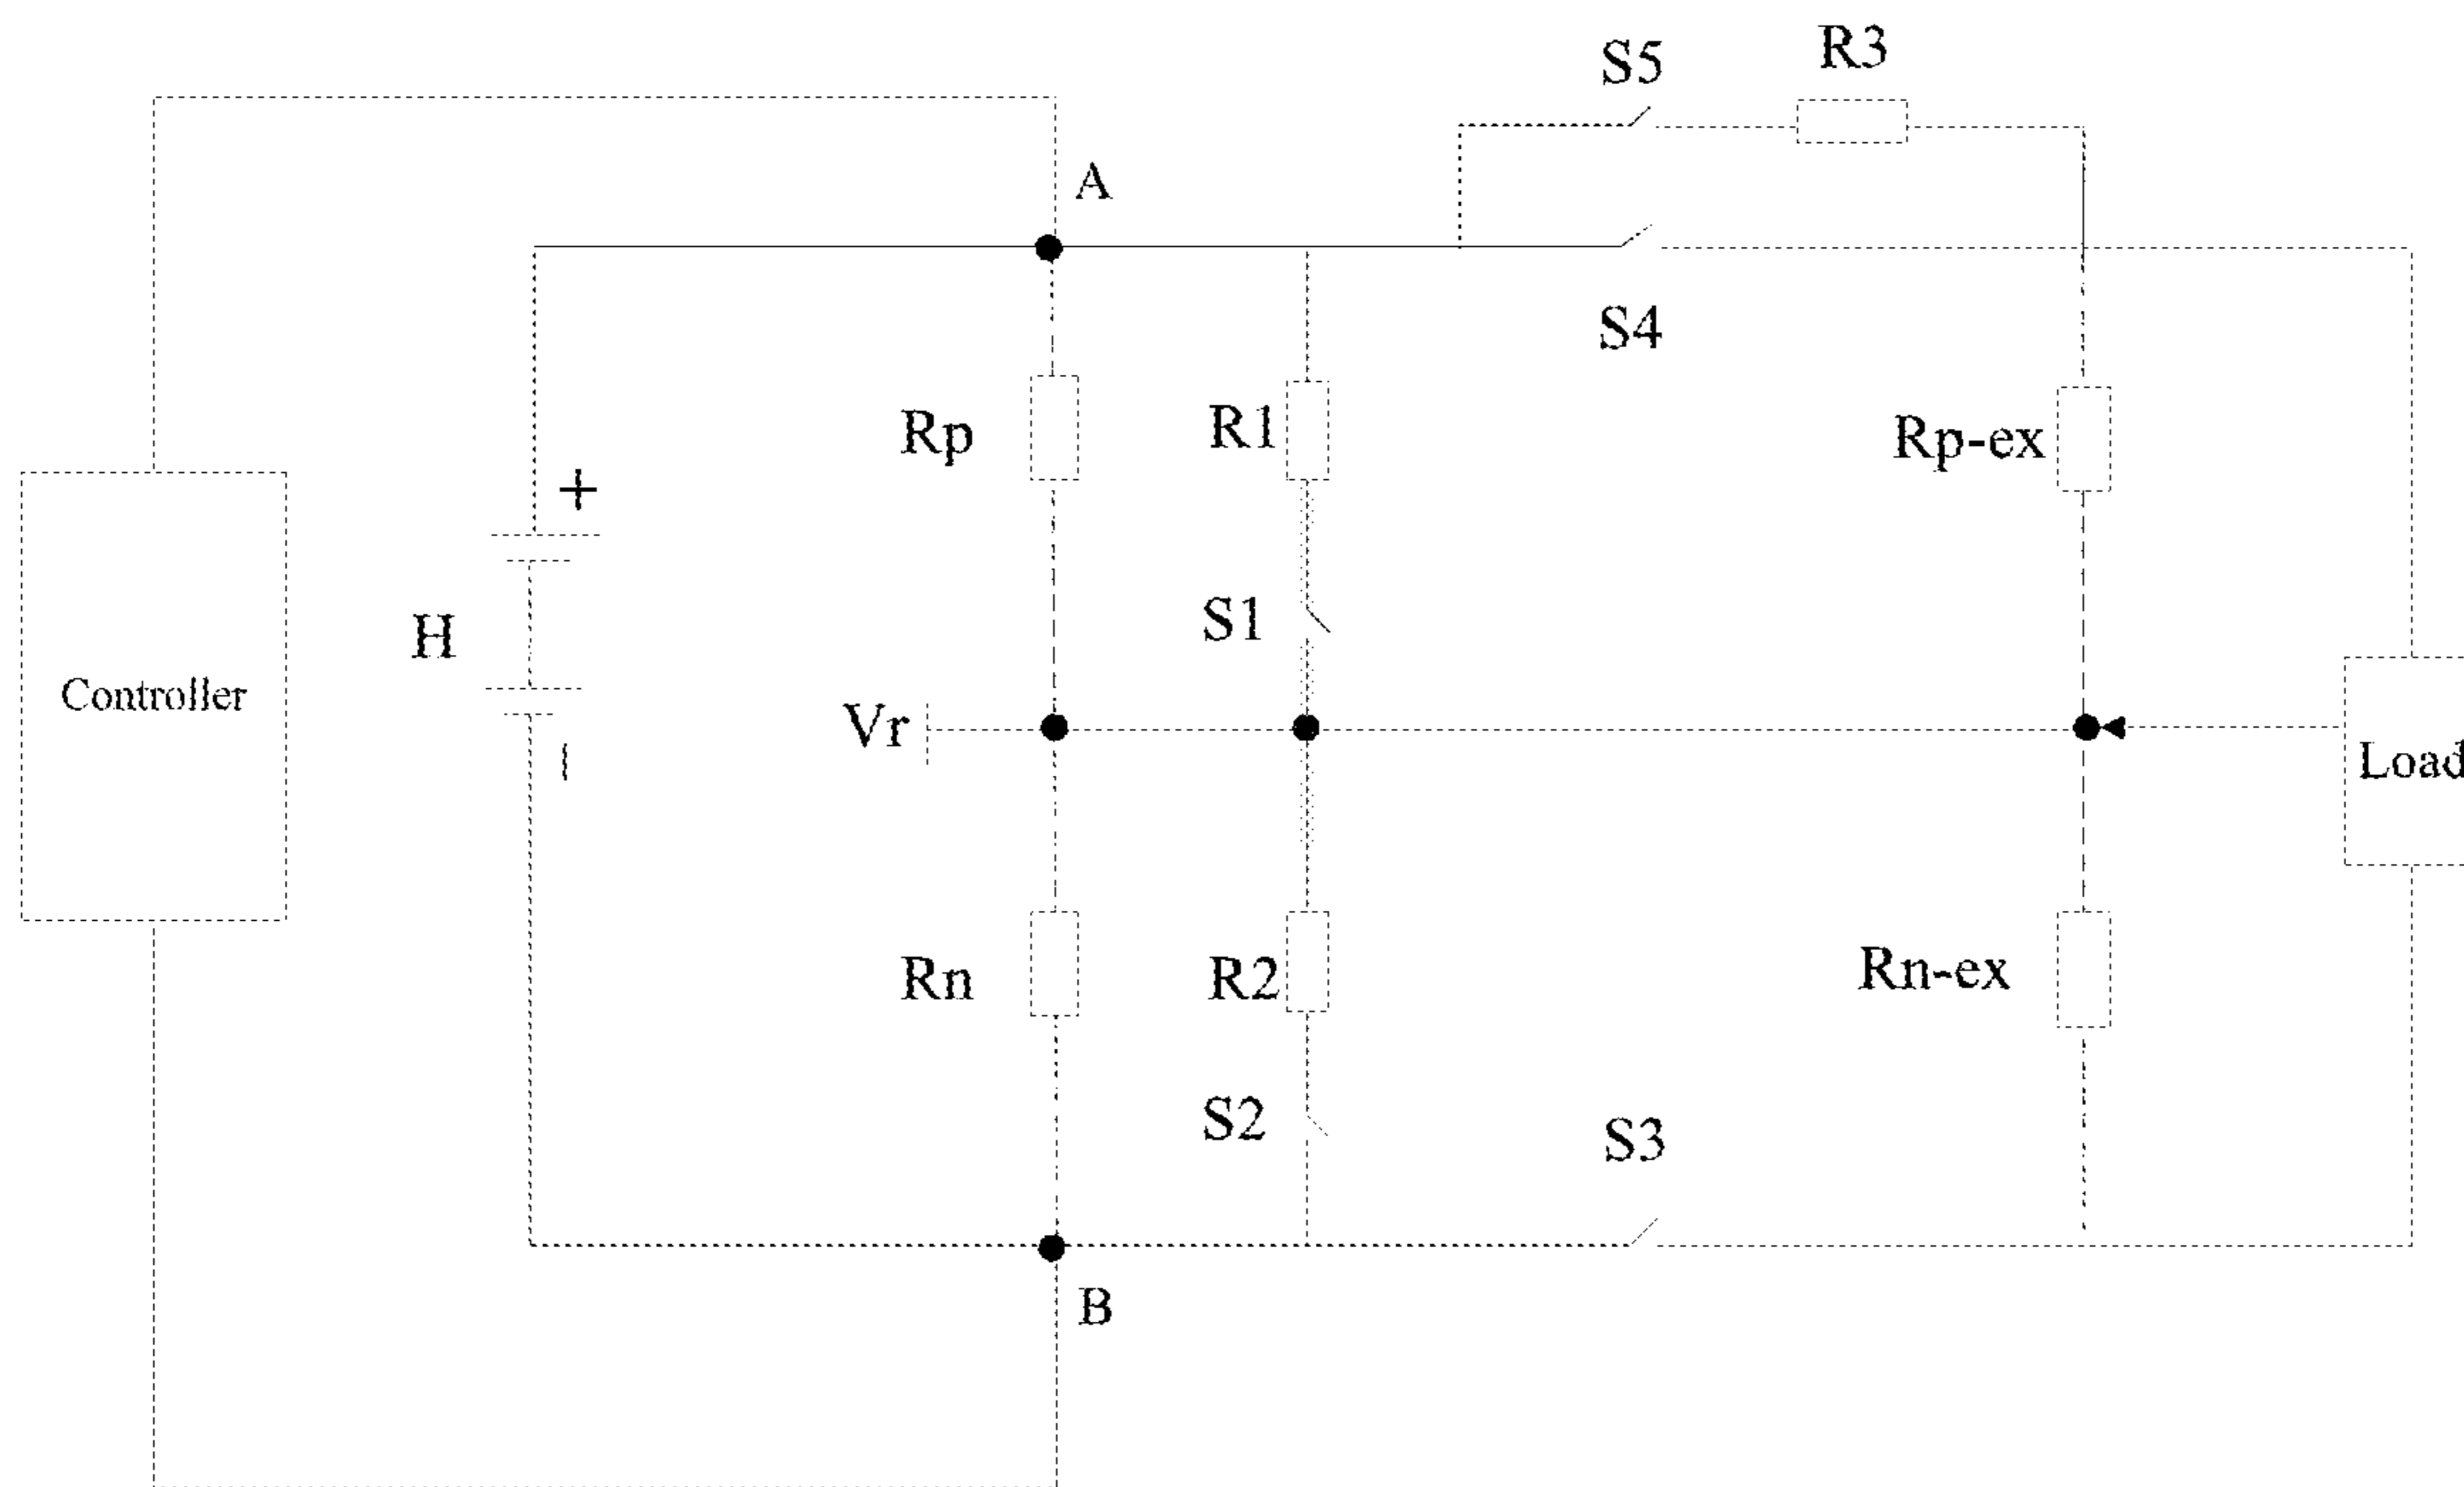 S5
R3
A
S4
Rp
R1
Rp-ex
+
S1
H
Controller
Vr
Load
−
Rn
R2
Rn-ex
S2
S3
B